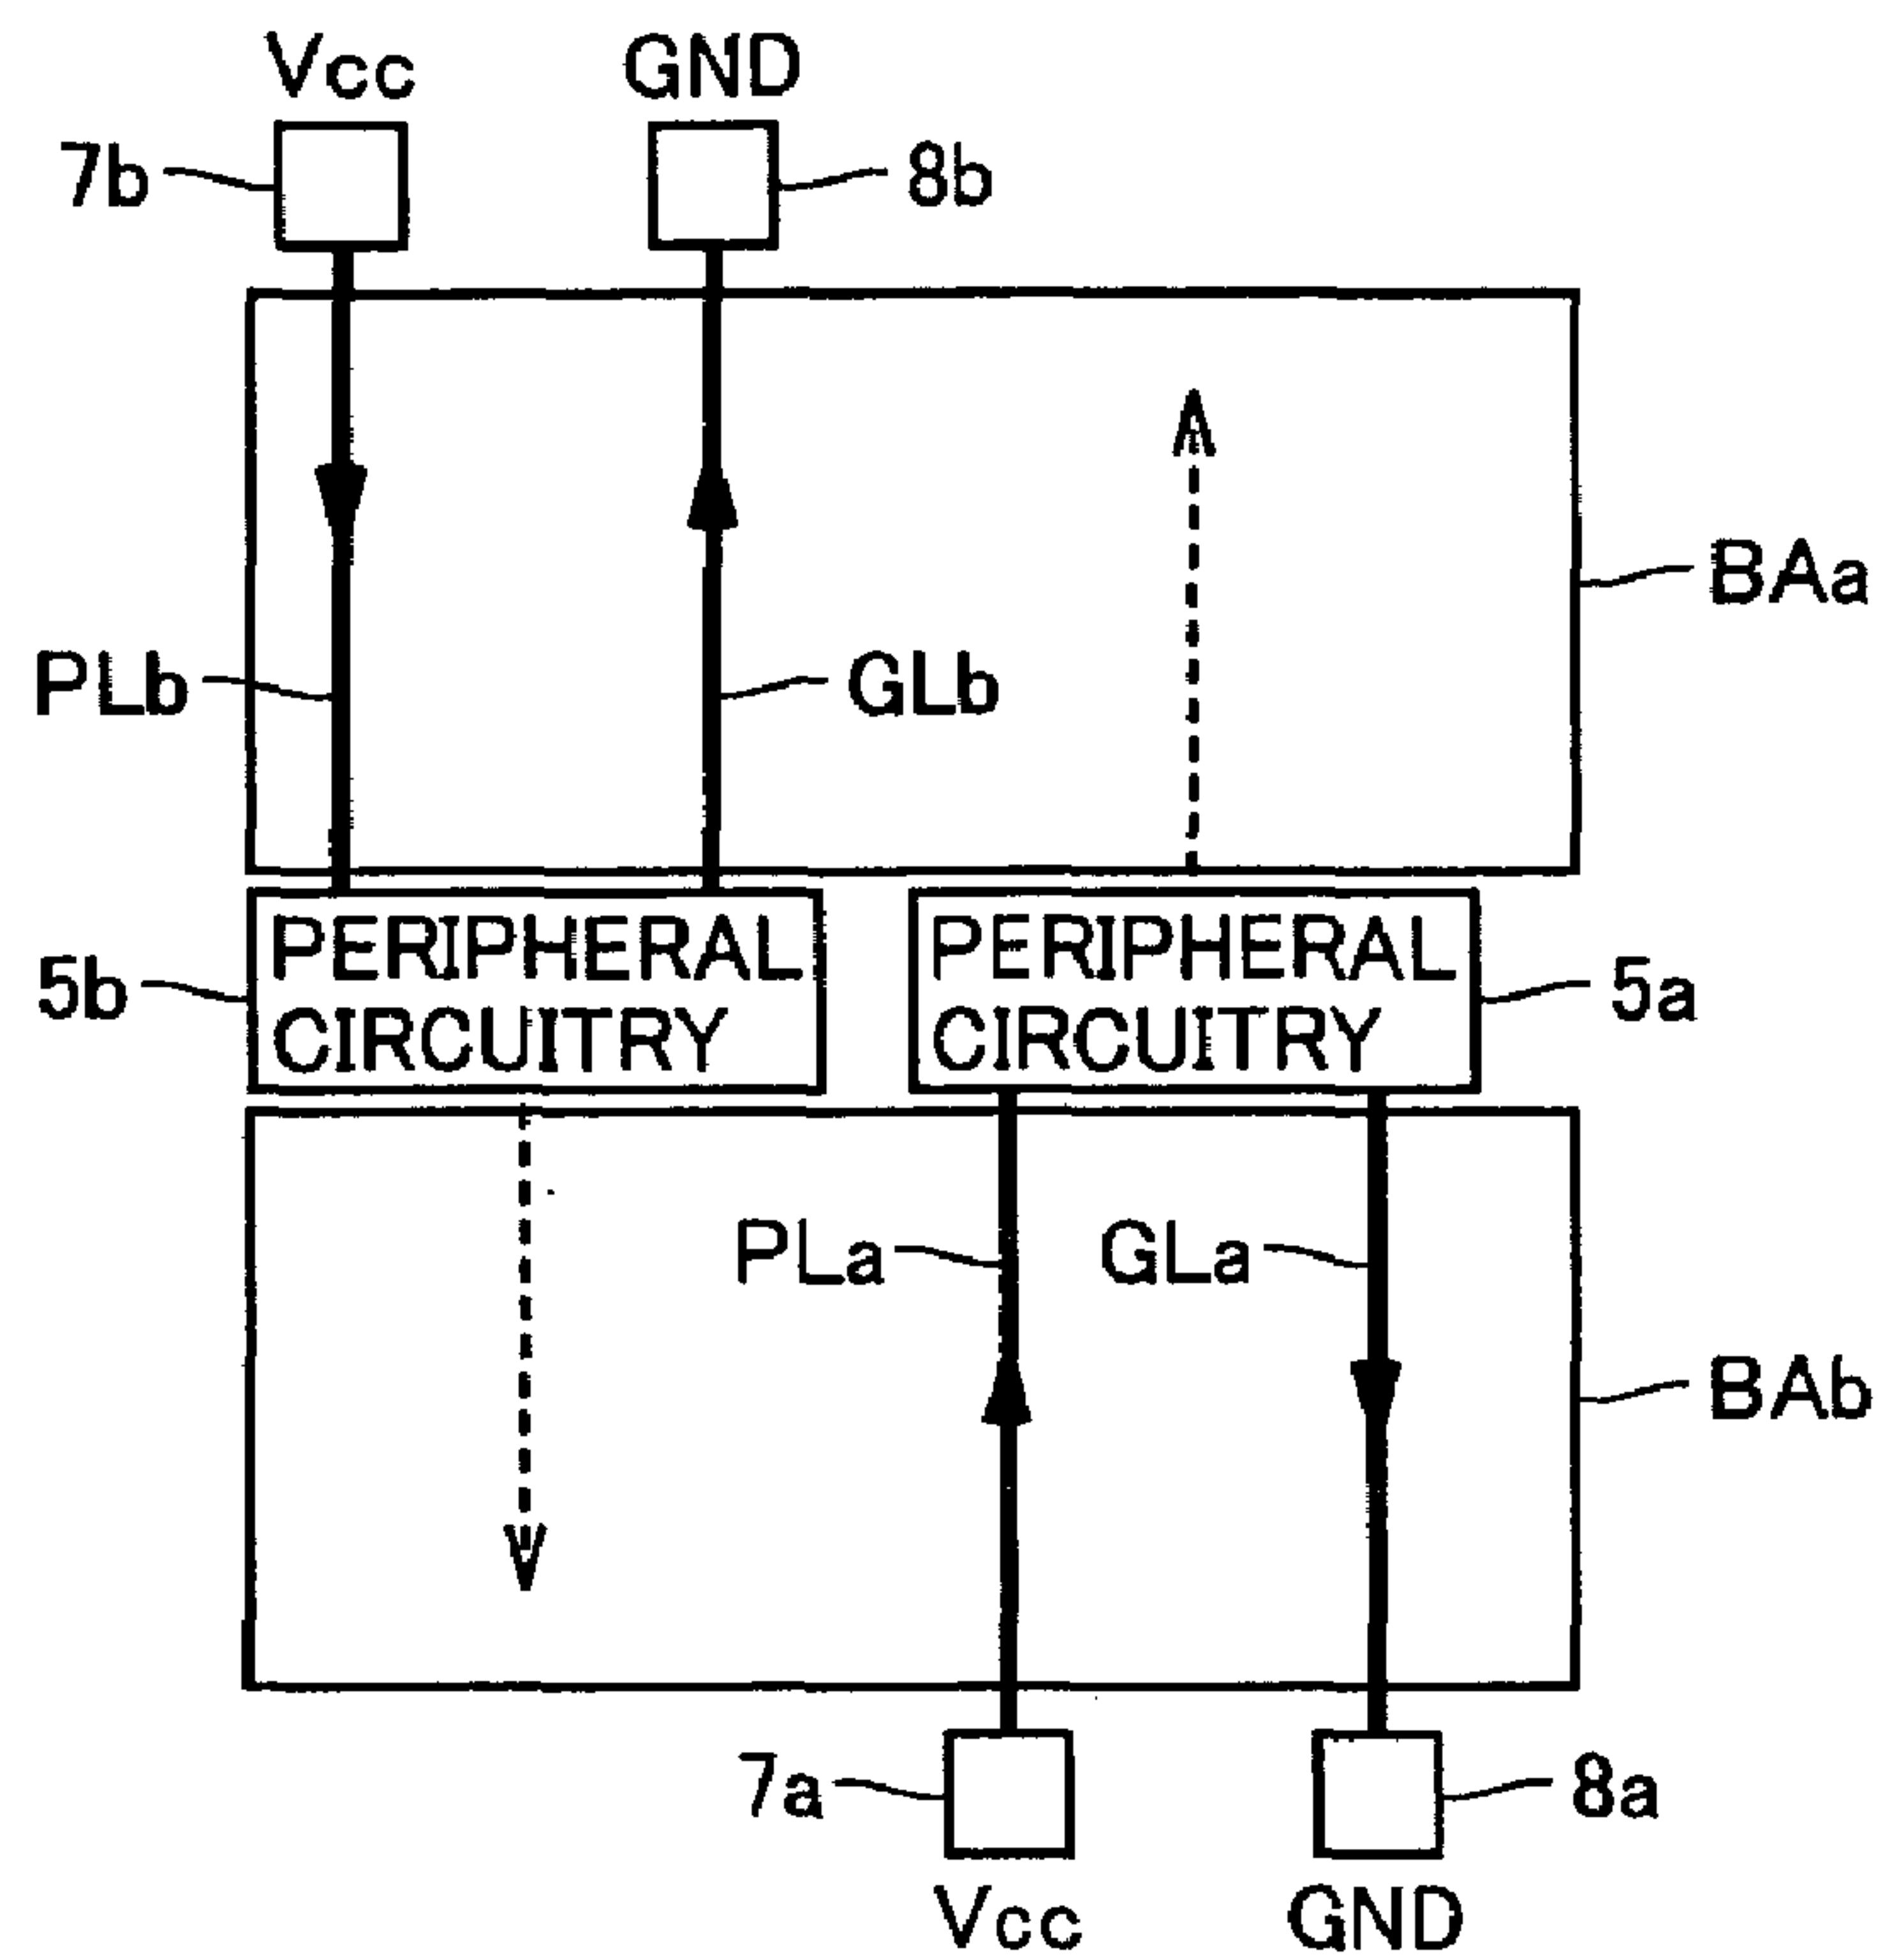 Vcc
GND
7b
8b
BAa
PLb
GLb
PERIPHERAL
CIRCUITRY
PERIPHERAL
CIRCUITRY
5b
5a
PLa
GLa
BAb
7a
8a
Vcc
GND